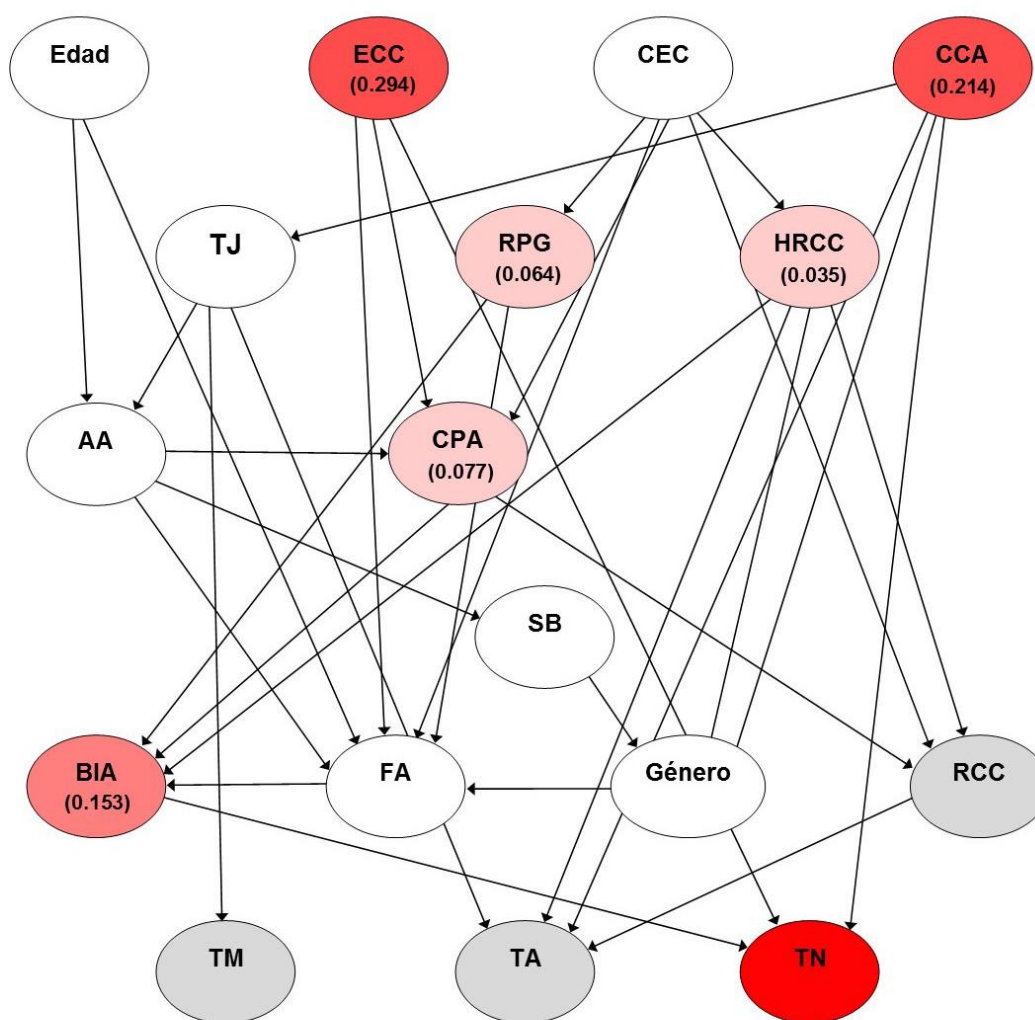 Edad
ECC
(0.294)
CEC
CCA
(0.214)
TJ
RPG
(0.064)
HRCC
(0.035)
AA
CPA
(0.077)
SB
BIA
(0.153)
FA
Género
RCC
TM
TA
TN